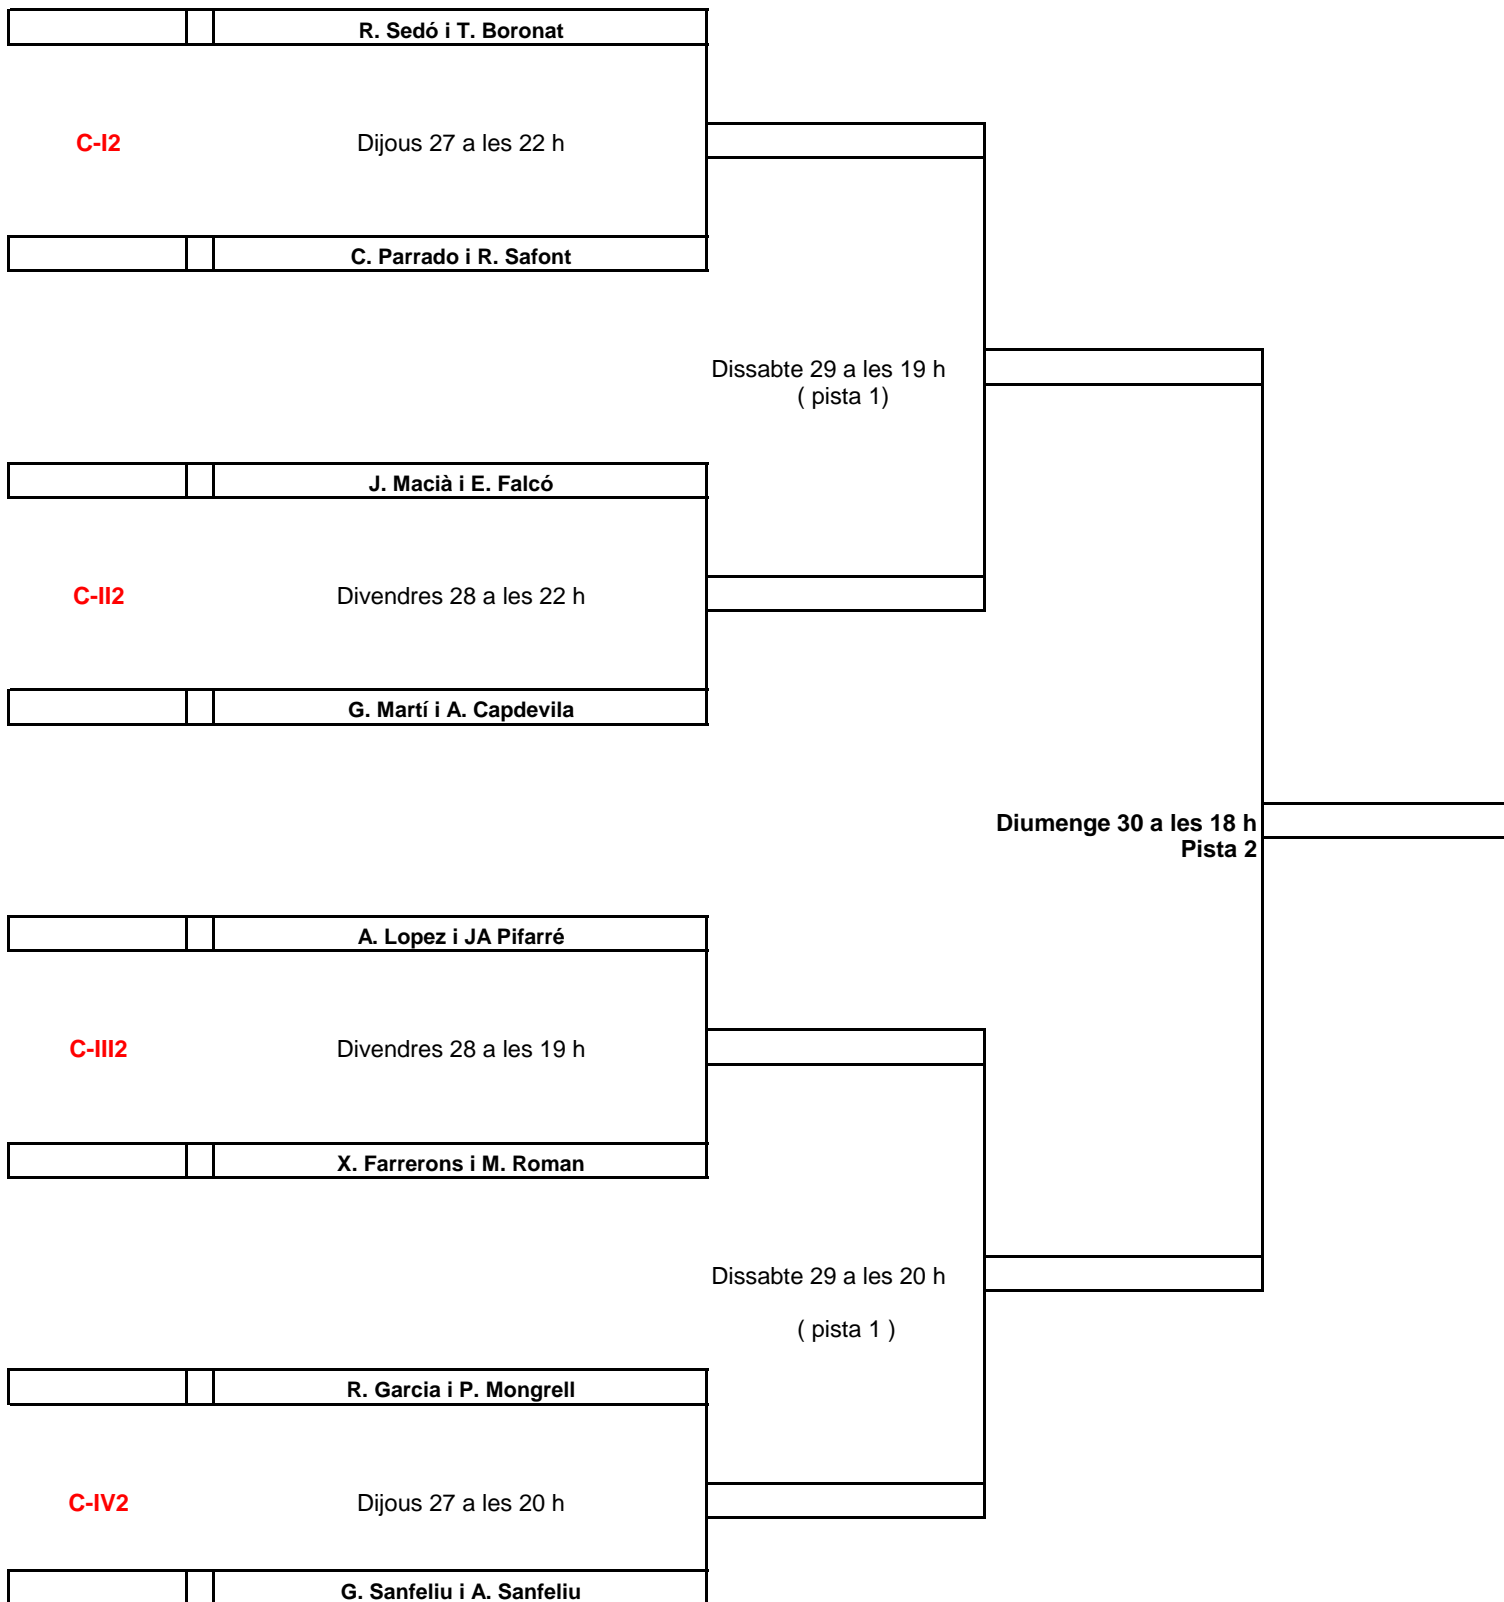 R. Sedó i T. Boronat
C-I2
Dijous 27 a les 22 h
C. Parrado i R. Safont
Dissabte 29 a les 19 h
( pista 1)
J. Macià i E. Falcó
C-II2
Divendres 28 a les 22 h
G. Martí i A. Capdevila
Diumenge 30 a les 18 h
Pista 2
A. Lopez i JA Pifarré
C-III2
Divendres 28 a les 19 h
X. Farrerons i M. Roman
Dissabte 29 a les 20 h
( pista 1 )
R. Garcia i P. Mongrell
C-IV2
Dijous 27 a les 20 h
G. Sanfeliu i A. Sanfeliu